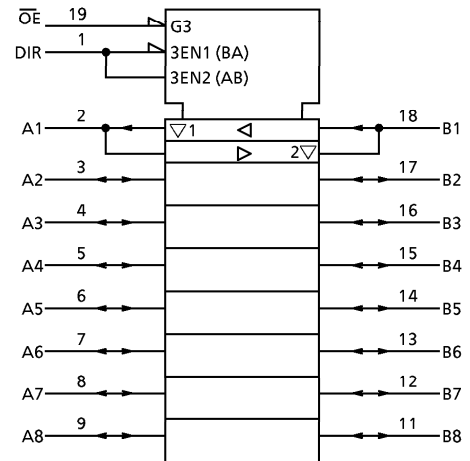 OE 19 G3
DIR 1 3EN1 (BA)
3EN2 (AB)
A1 2 ▽1 ◁ 18 B1
▷ 2▽
A2 3 17 B2
A3 4 16 B3
A4 5 15 B4
A5 6 14 B5
A6 7 13 B6
A7 8 12 B7
A8 9 11 B8